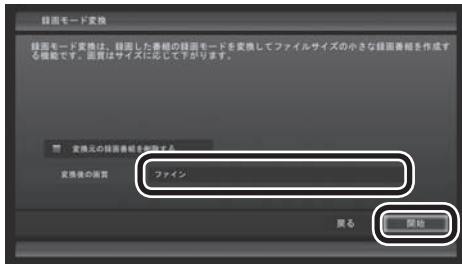 録画モード変換
録画モード変換は、録画した番組の録画モードを変換してファイルサイズの小さな録画番組を作成す
る機能です。画質はサイズに応じて下がります。
変換元の録画番組を削除する
変換後の画質 ファイン
戻る 開始